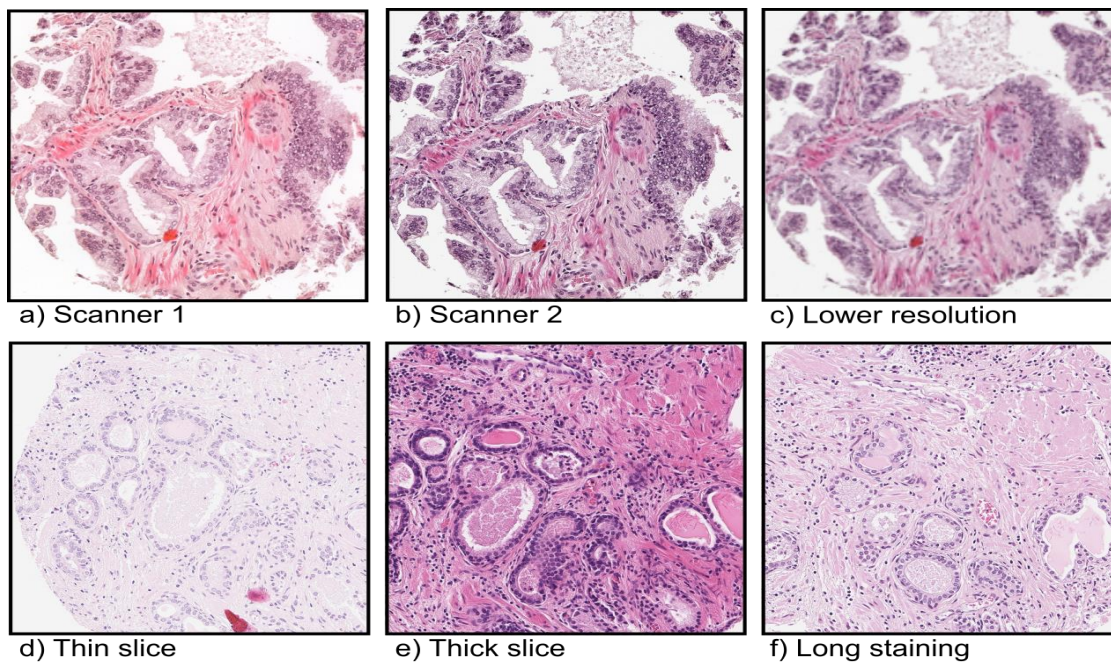 a) Scanner 1
b) Scanner 2
c) Lower resolution
d) Thin slice
e) Thick slice
f) Long staining